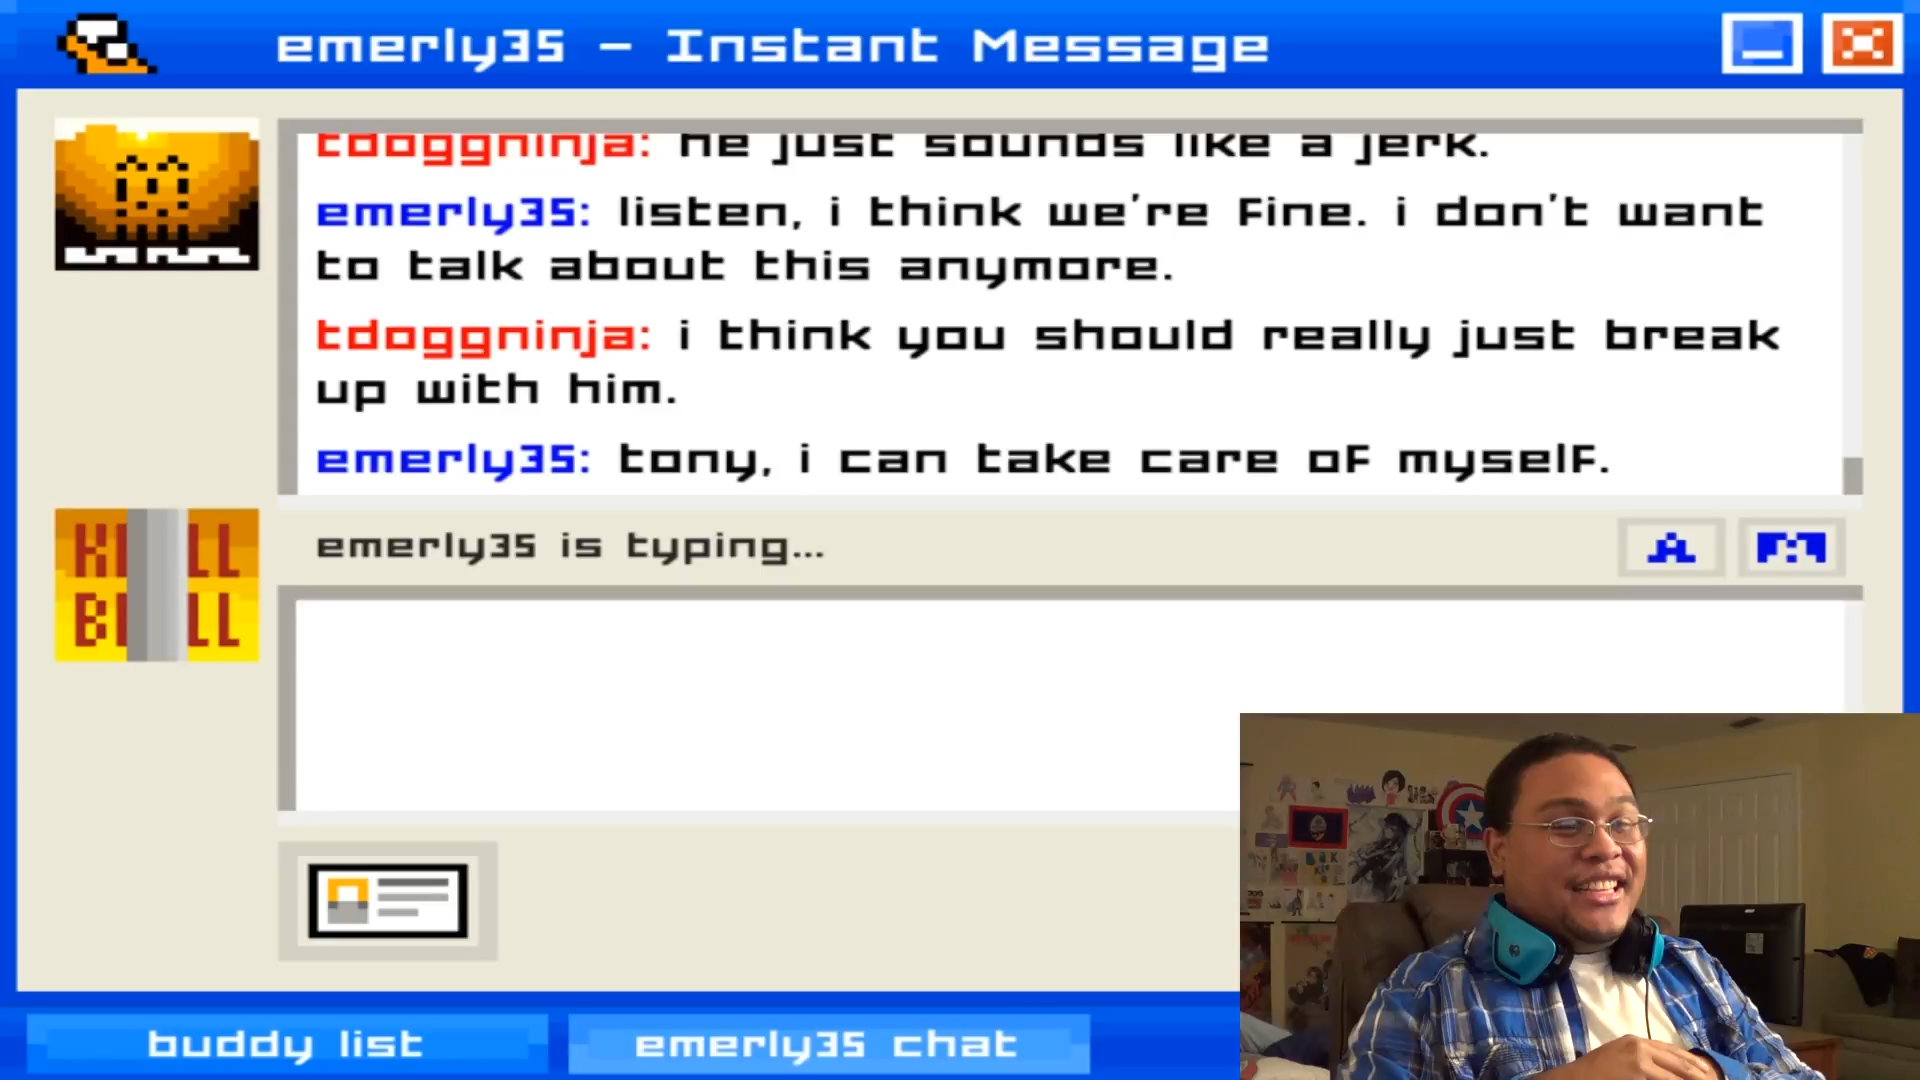 emerly35 - Instant Message
tdoggninja: he just sounds like a jerk.
emerly35: listen, i think we're fine. i don't want
to talk about this anymore.
tdoggninja: i think you should really just break
up with him.
emerly35: tony, i can take care of myself.
KILL
BILL
emerly35 is typing...
A
buddy list
emerly35 chat